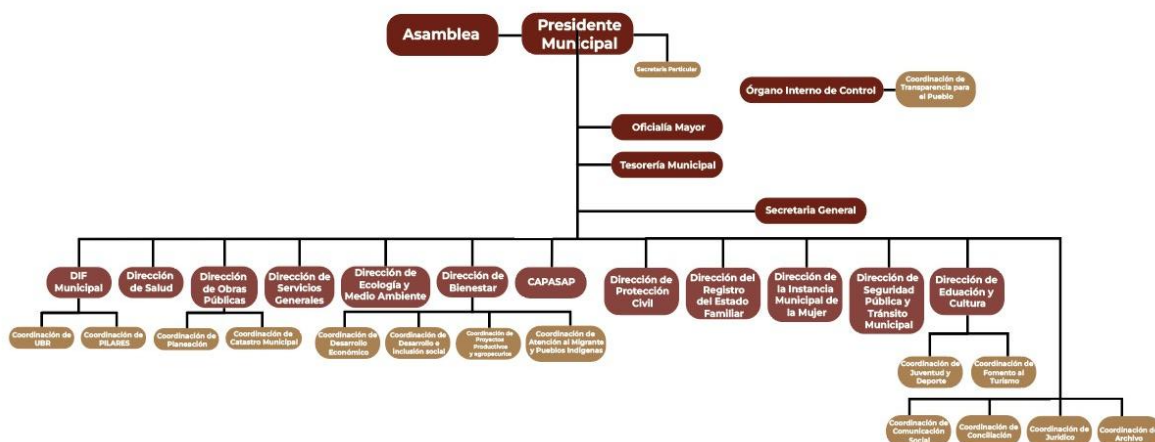 Asamblea
Presidente
Municipal
Secretaria Particular
Órgano Interno de Control
Coordinación de
Transparencia para
el Pueblo
Oficialía Mayor
Tesorería Municipal
Secretaria General
DIF
Municipal
Dirección
de Salud
Dirección
de Obras
Públicas
Dirección de
Servicios
Generales
Dirección de
Ecología y
Medio Ambiente
Dirección de
Bienestar
CAPASAP
Dirección de
Protección
Civil
Dirección del
Registro
del Estado
Familiar
Dirección de
la Instancia
Municipal de
la Mujer
Dirección de
Seguridad
Pública y
Tránsito
Municipal
Dirección de
Eduación y
Cultura
Coordinación de
UBR
Coordinación de
PILARES
Coordinación de
Planseación
Coordinación de
Catastro Municipal
Coordinación de
Desarrollo
Económico
Coordinación de
Desarrollo e
inclusión social
Coordinación de
Proyectos
Productivos
y agropecurios
Coordinación de
Atención al Migrante
y Pueblos Indigenas
Coordinación de
Juventud y
Deporte
Coordinación de
Fomento al
Turismo
Coordinación de
Comunicación
Social
Coordinación de
Conciliación
Coordinación de
Jurídico
Coordinación de
Archivo